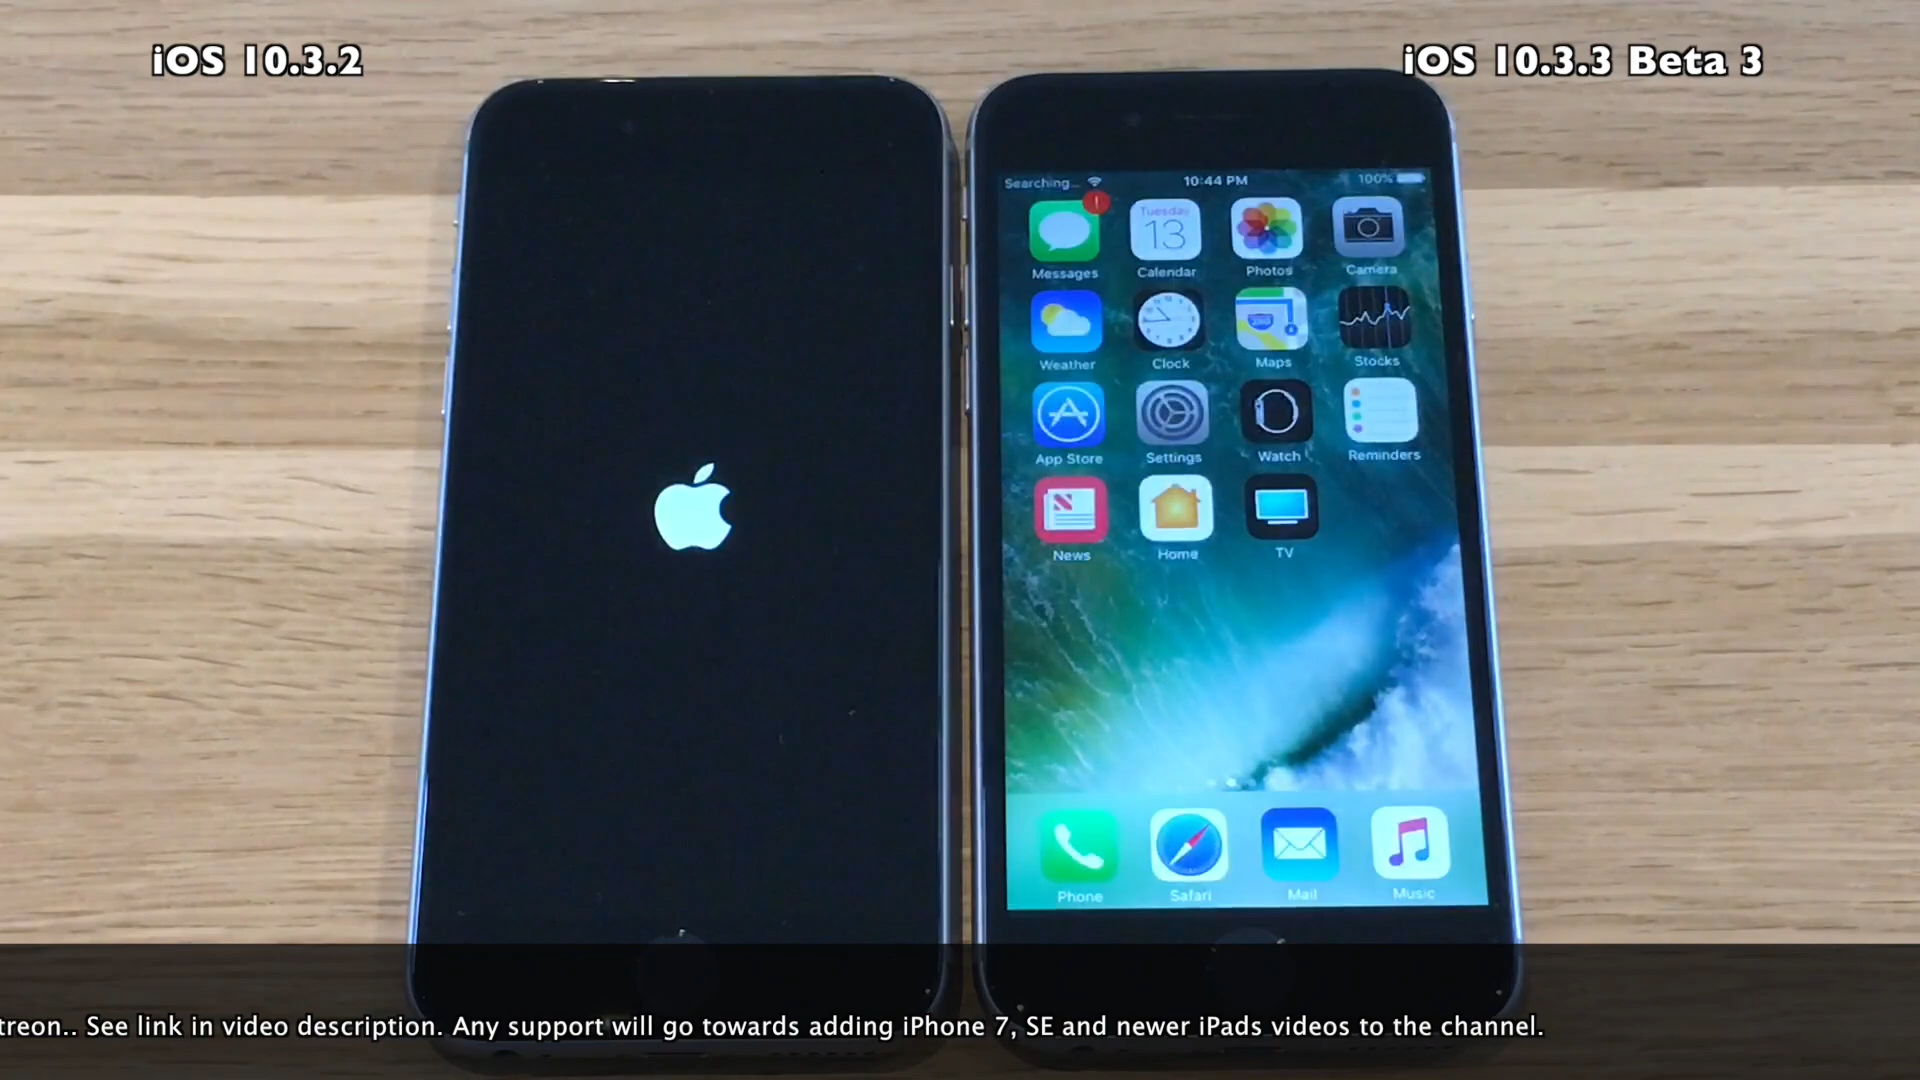 iOS 10.3.2
iOS 10.3.3 Beta 3
Searching...
10:44 PM
100%
Tuesday
13
Messages
Calendar
Photos
Camera
Weather
Clock
Maps
Stocks
App Store
Settings
Watch
Reminders
News
Home
TV
Phone
Safari
Mail
Music
treon.. See link in video description. Any support will go towards adding iPhone 7, SE and newer iPads videos to the channel.